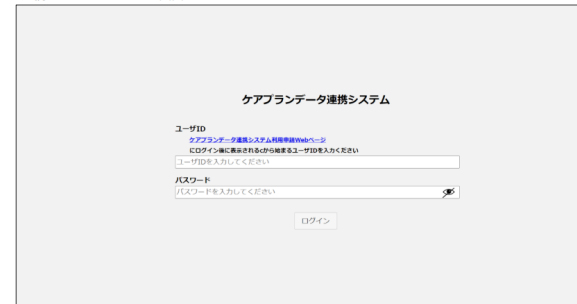 ケアプランデータ連携システム
ユーザID
ケアプランデータ連携システム利用申請Webページ
にログイン後に表示されるcから始まるユーザIDを入力ください
ユーザIDを入力してください
パスワード
パスワードを入力してください
ログイン